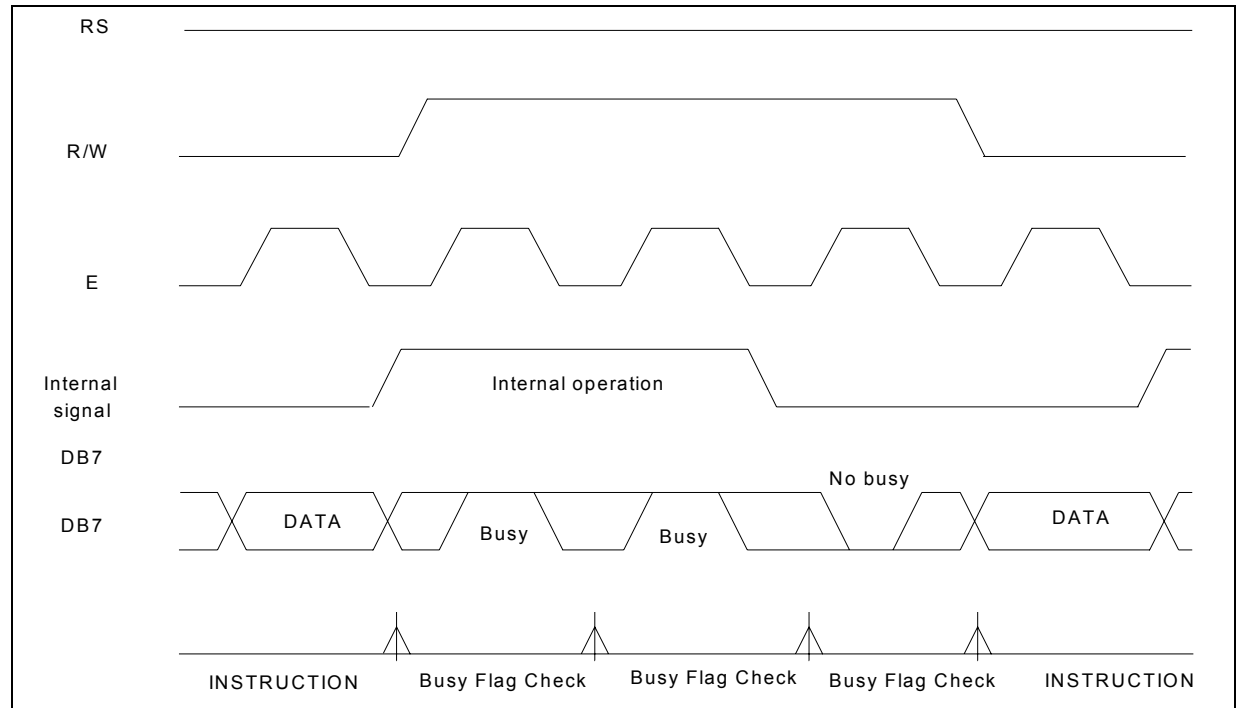 RS
R/W
E
Internal
signal
Internal operation
DB7
No busy
DB7
DATA
Busy
Busy
DATA
INSTRUCTION
Busy Flag Check
Busy Flag Check
Busy Flag Check
INSTRUCTION